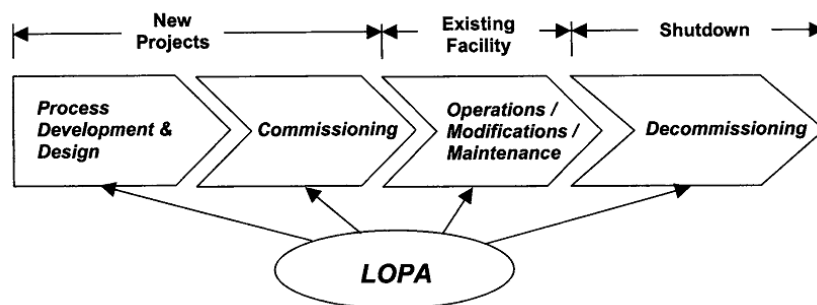 New
Projects
Existing
Facility
Shutdown
Process
Development &
Design
Commissioning
Operations /
Modifications /
Maintenance
Decommissioning
LOPA